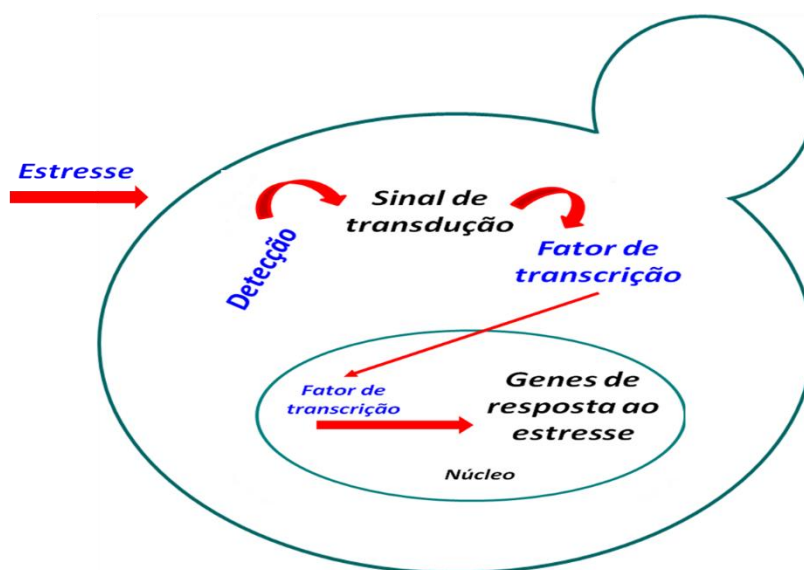 Estresse
Detecção
Sinal de
transdução
Fator de
transcrição
Fator de
transcrição
Genes de
resposta ao
estresse
Núcleo